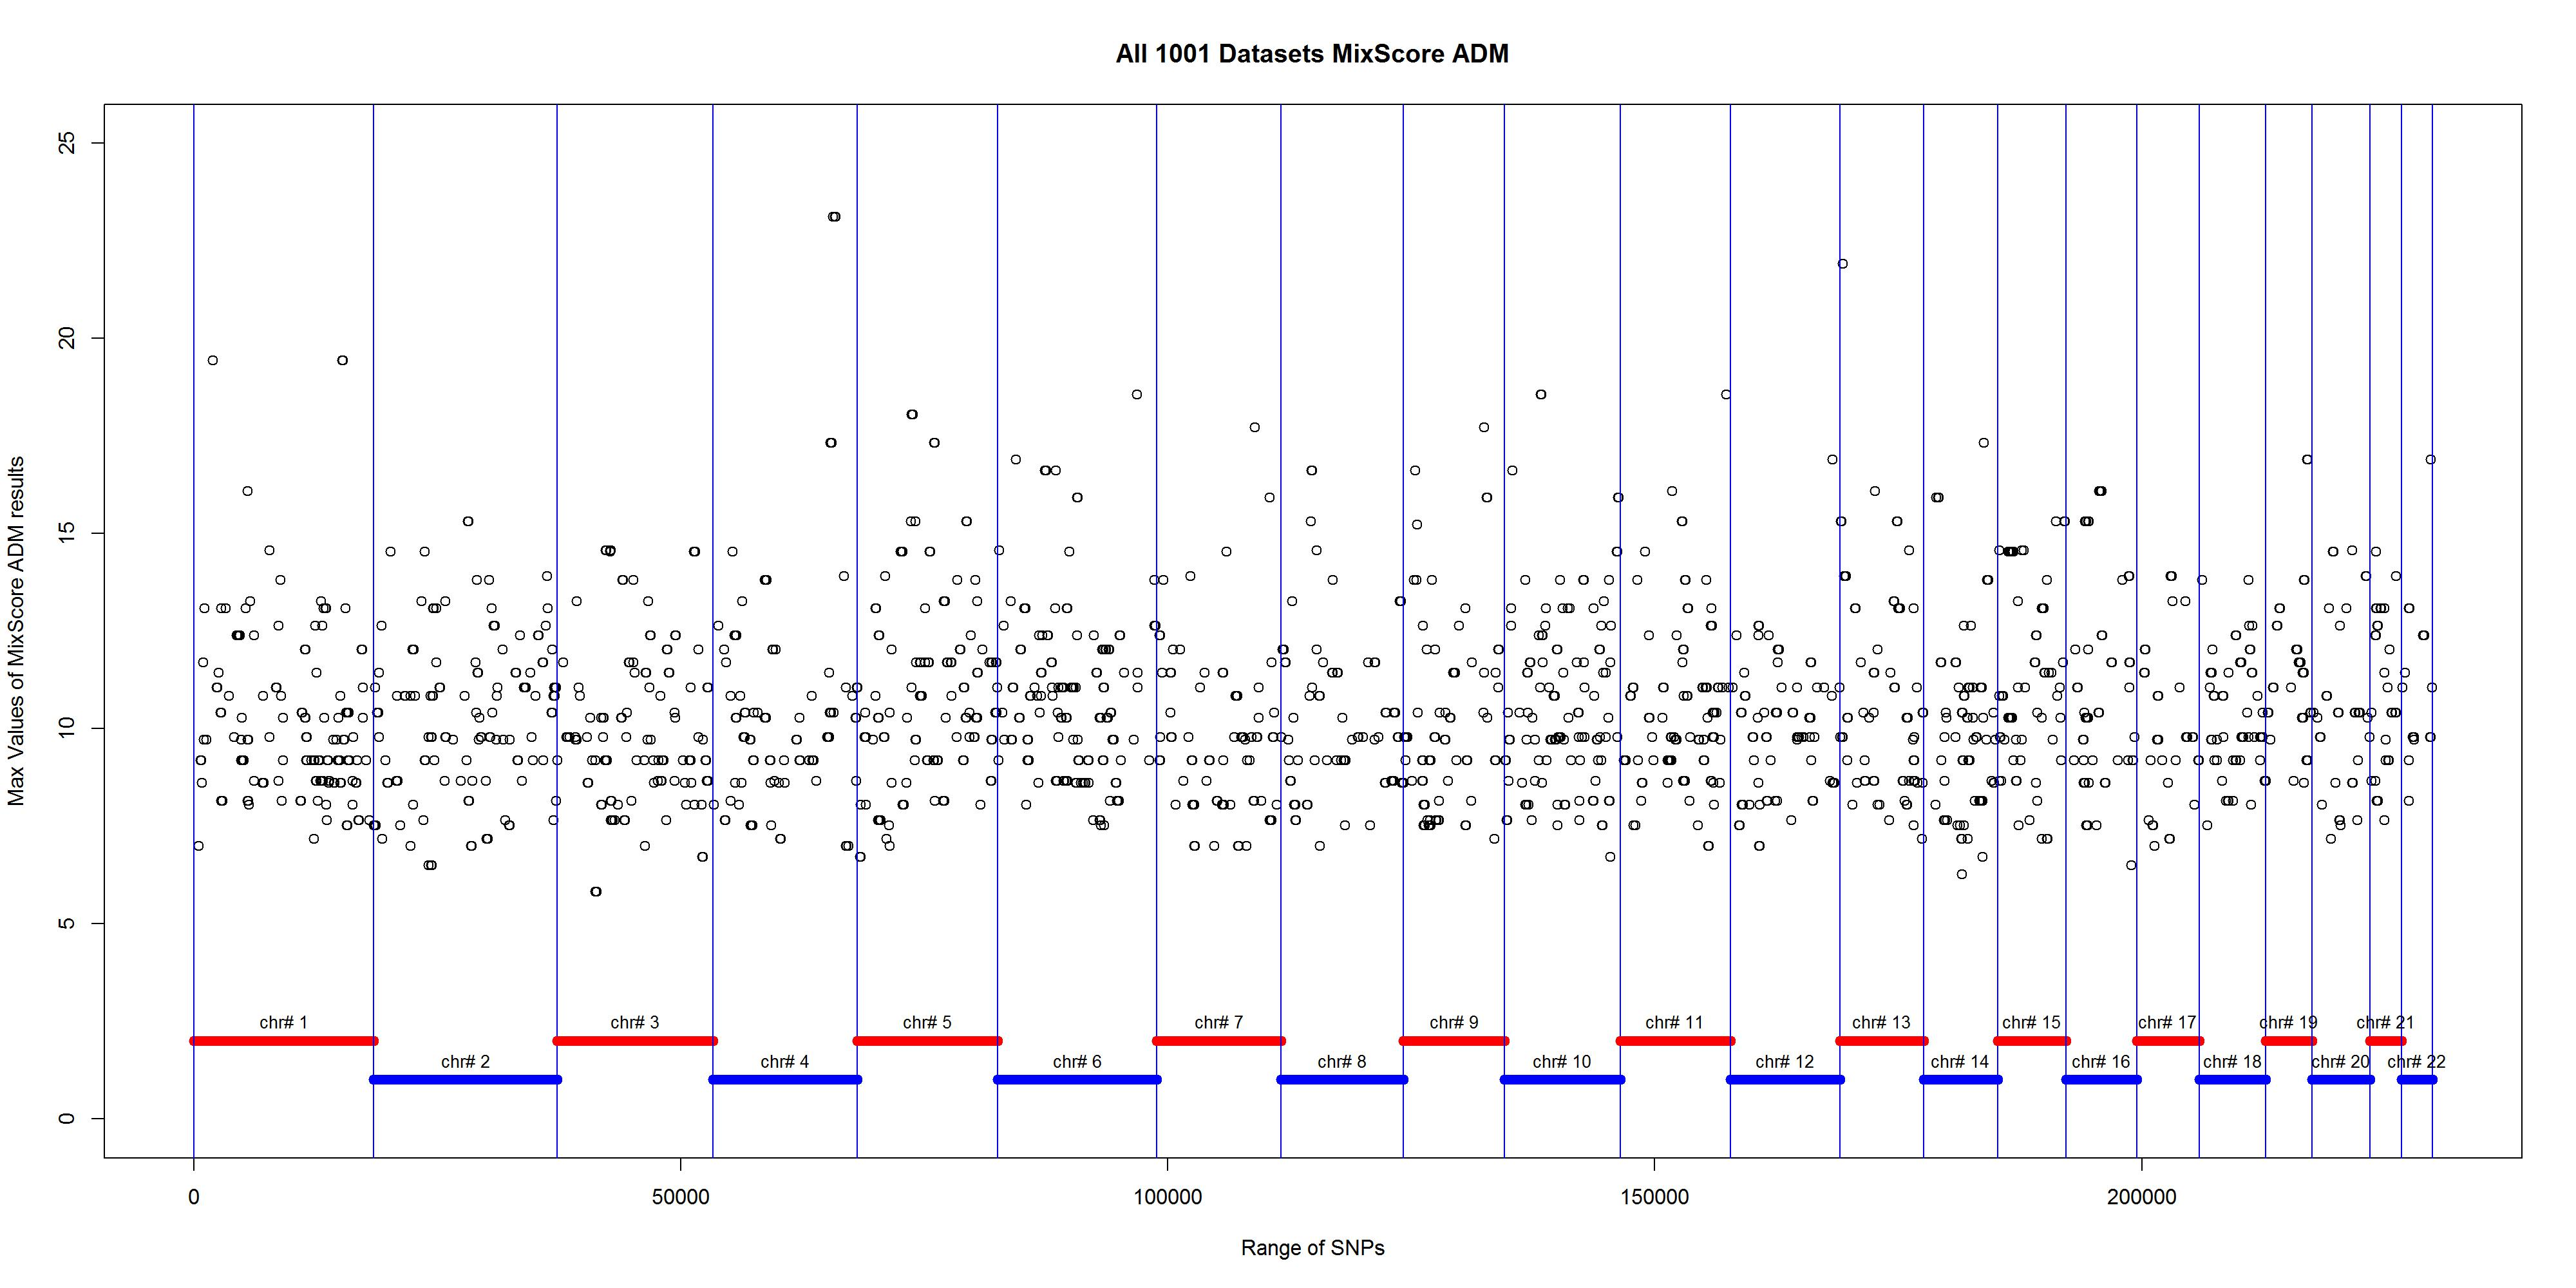 All 1001 Datasets MixScore ADM
Max Values of MixScore ADM results
25
20
15
10
5
0
chr# 1
chr# 3
chr# 5
chr# 7
chr# 9
chr# 11
chr# 13
chr# 15
chr# 17
chr# 19
chr# 21
chr# 2
chr# 4
chr# 6
chr# 8
chr# 10
chr# 12
chr# 14
chr# 16
chr# 18
chr# 20
chr# 22
0
50000
100000
150000
200000
Range of SNPs